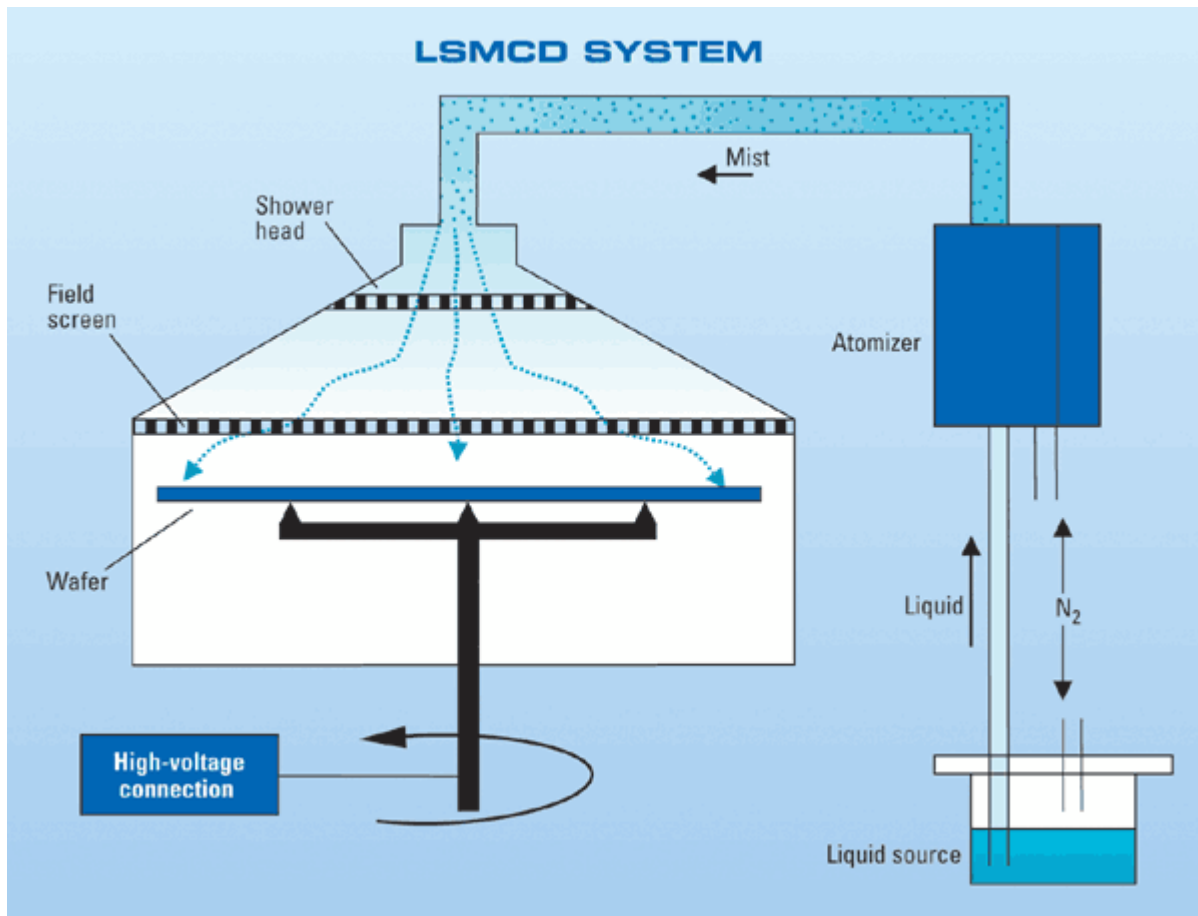 LSMCD SYSTEM
Mist
Shower
head
Field
screen
Atomizer
Wafer
Liquid
N₂
High-voltage
connection
Liquid source